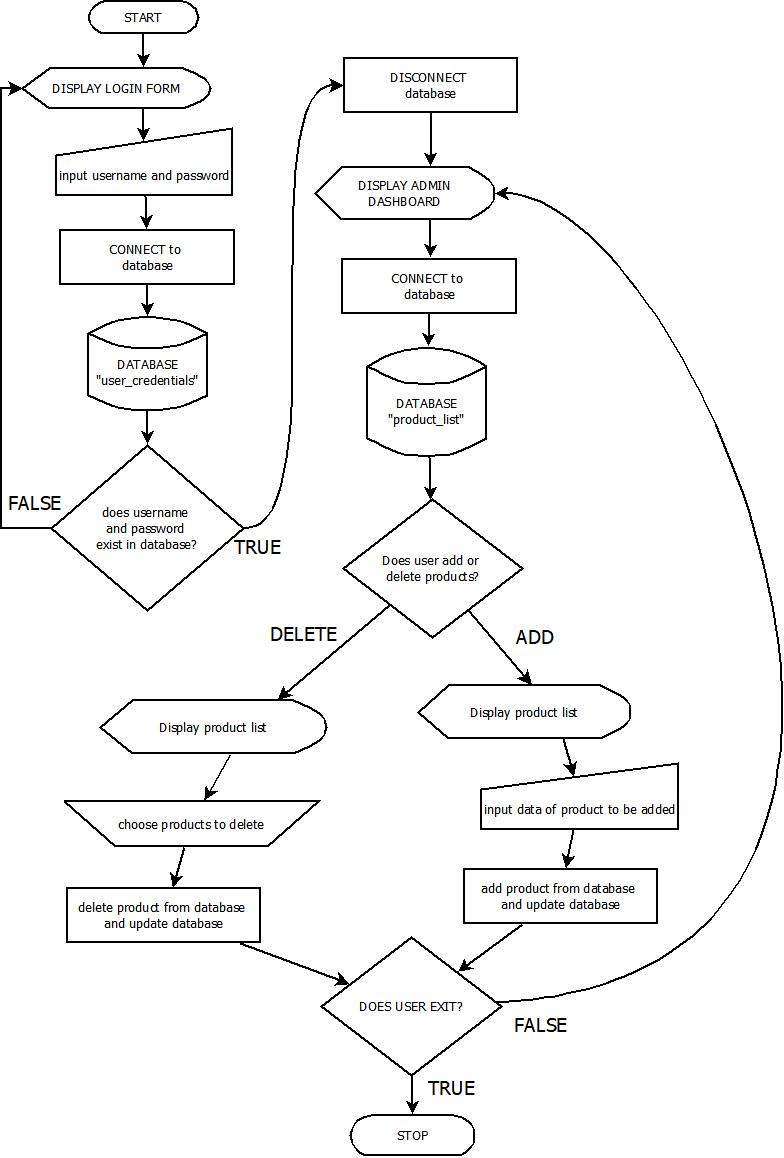 START
DISPLAY LOGIN FORM
input username and password
CONNECT to
database
DATABASE
"user_credentials"
does username
and password
exist in database?
FALSE
TRUE
DISCONNECT
database
DISPLAY ADMIN
DASHBOARD
CONNECT to
database
DATABASE
"product_list"
Does user add or
delete products?
DELETE
ADD
Display product list
choose products to delete
delete product from database
and update database
Display product list
input data of product to be added
add product from database
and update database
DOES USER EXIT?
FALSE
TRUE
STOP